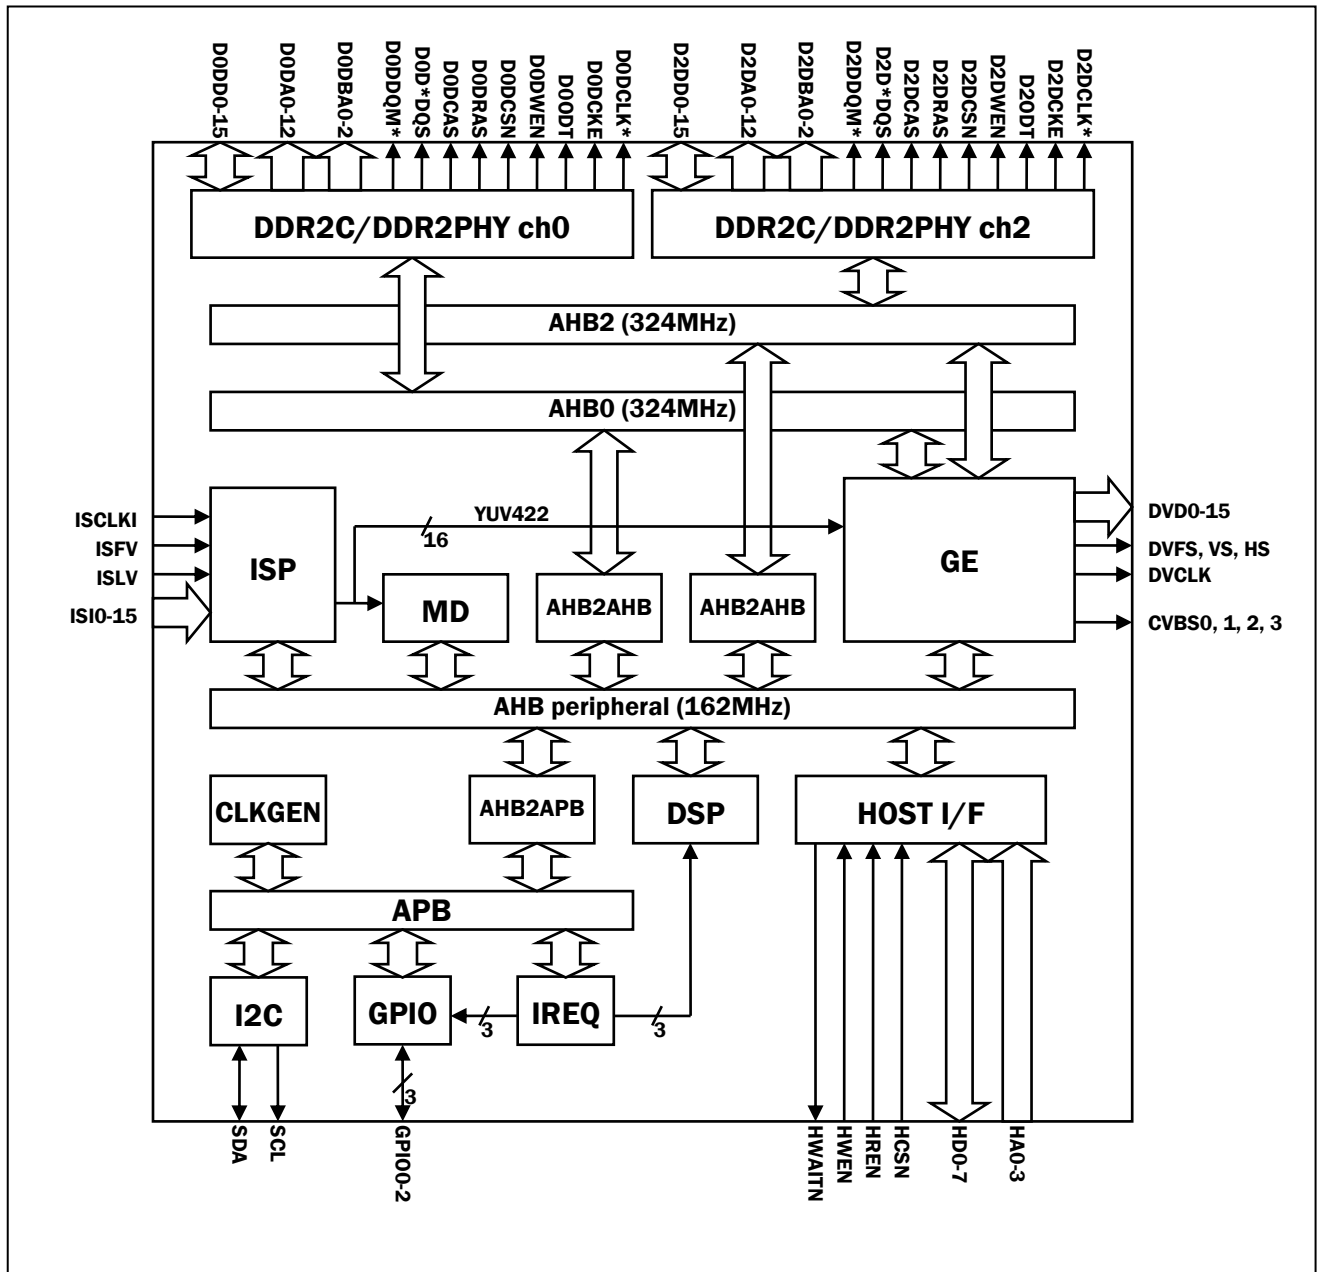 D0DD0-15
D0DA0-12
D0DBA0-2
D0DDQM*
D0D*DQS
D0DCAS
D0DRAS
D0DCSN
D0DWEN
D0ODT
D0DCKE
D0DCLK*
D2DD0-15
D2DA0-12
D2DBA0-2
D2DDQM*
D2D*DQS
D2DCAS
D2DRAS
D2DCSN
D2DWEN
D2ODT
D2DCKE
D2DCLK*
DDR2C/DDR2PHY ch0
DDR2C/DDR2PHY ch2
AHB2 (324MHz)
AHB0 (324MHz)
ISCLKI
ISFV
ISLV
ISI0-15
ISP
YUV422
16
MD
AHB2AHB
AHB2AHB
GE
DVD0-15
DVFS, VS, HS
DVCLK
CVBS0, 1, 2, 3
AHB peripheral (162MHz)
CLKGEN
AHB2APB
DSP
HOST I/F
APB
I2C
GPIO
3
IREQ
3
3
SDA
SCL
GPIO0-2
HWAITN
HWEN
HREN
HCSN
HD0-7
HA0-3